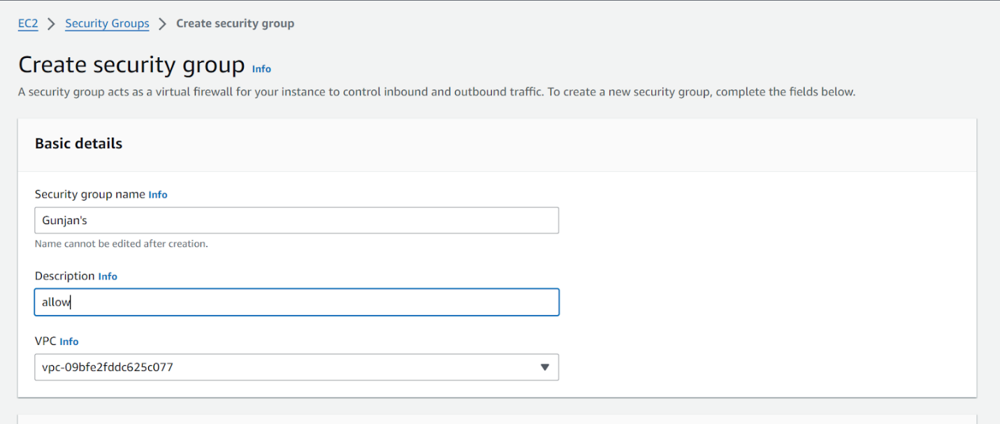 EC2 > Security Groups > Create security group
Create security group Info
A security group acts as a virtual firewall for your instance to control inbound and outbound traffic. To create a new security group, complete the fields below.
Basic details
Security group name Info
Gunjan's
Name cannot be edited after creation.
Description Info
allow
VPC Info
vpc-09bfe2fddc625c077